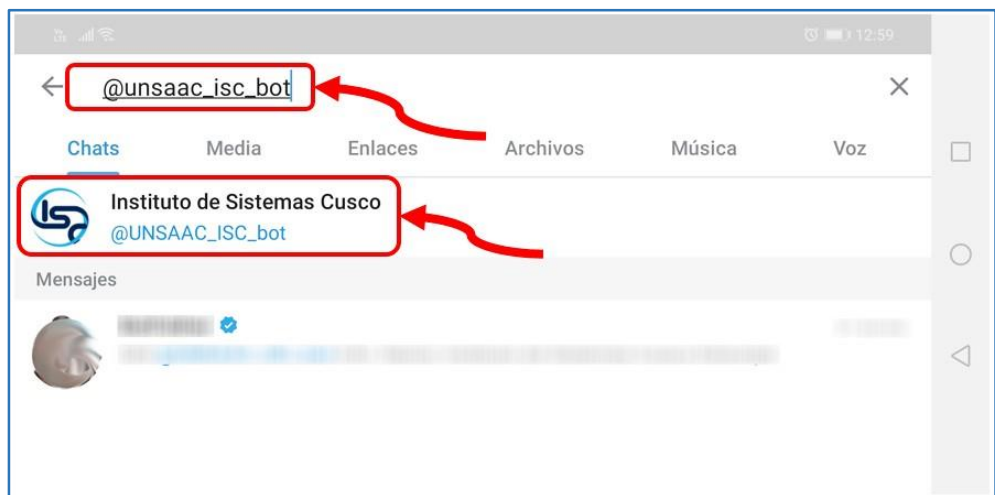 12:59
@unsaac_isc_bot
Chats Media Enlaces Archivos Música Voz
Instituto de Sistemas Cusco
@UNSAAC_ISC_bot
Mensajes